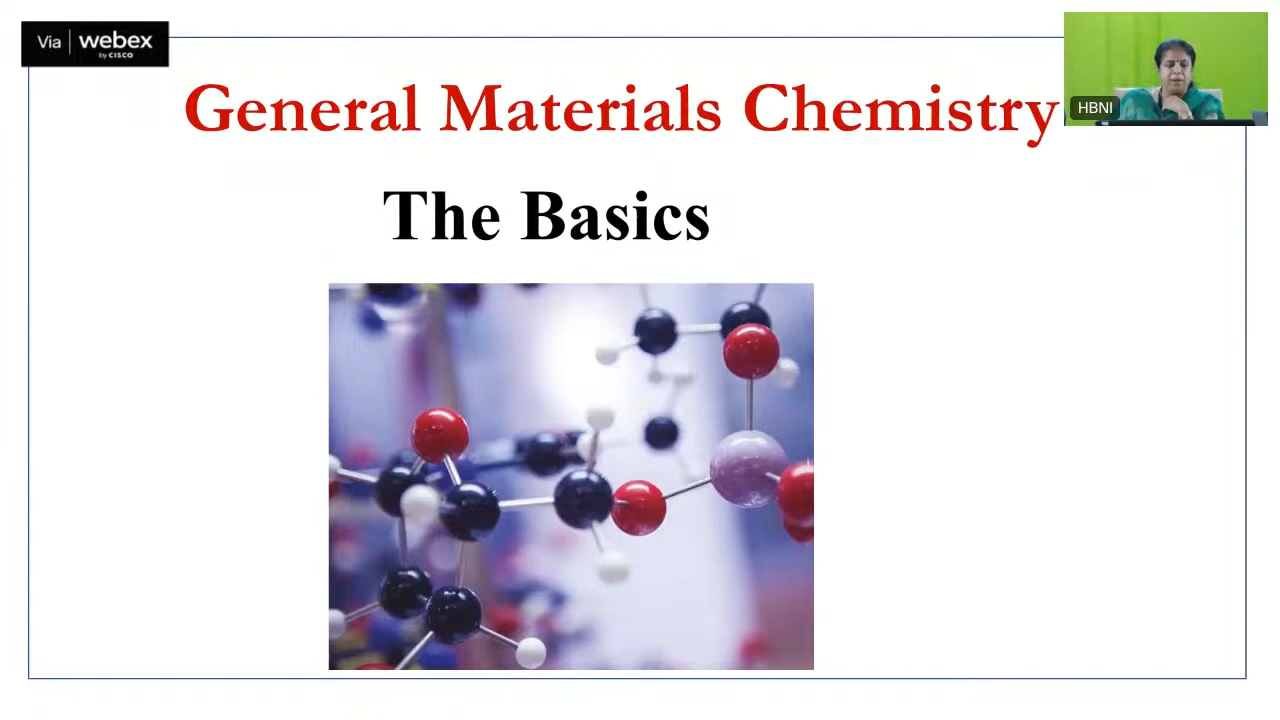 Via webex
by CISCO
General Materials Chemistry
HBNI
The Basics